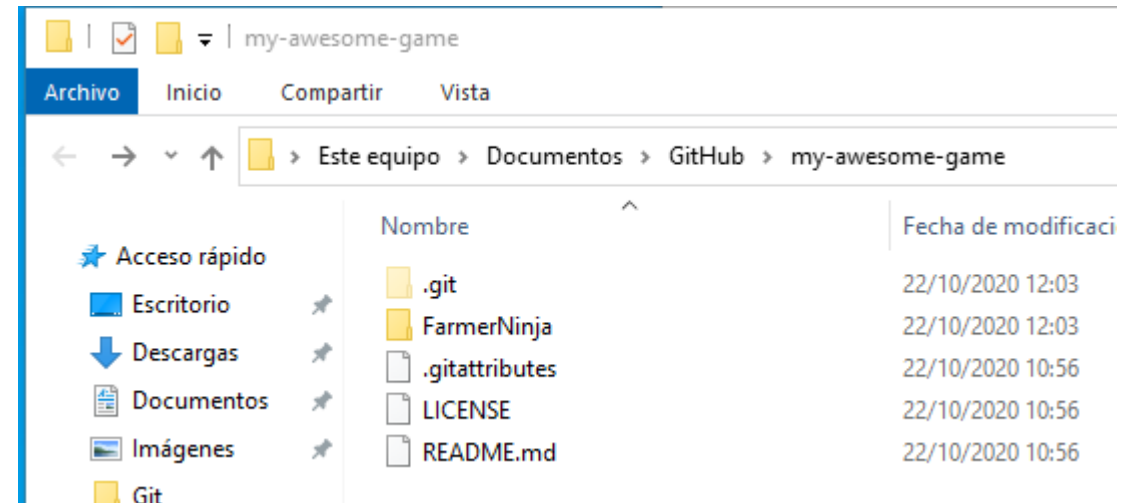 my-awesome-game
Archivo Inicio Compartir Vista
Este equipo > Documentos > GitHub > my-awesome-game
Nombre Fecha de modificaci
Acceso rápido
Escritorio
Descargas
Documentos
Imágenes
Git
.git 22/10/2020 12:03
FarmerNinja 22/10/2020 12:03
.gitattributes 22/10/2020 10:56
LICENSE 22/10/2020 10:56
README.md 22/10/2020 10:56